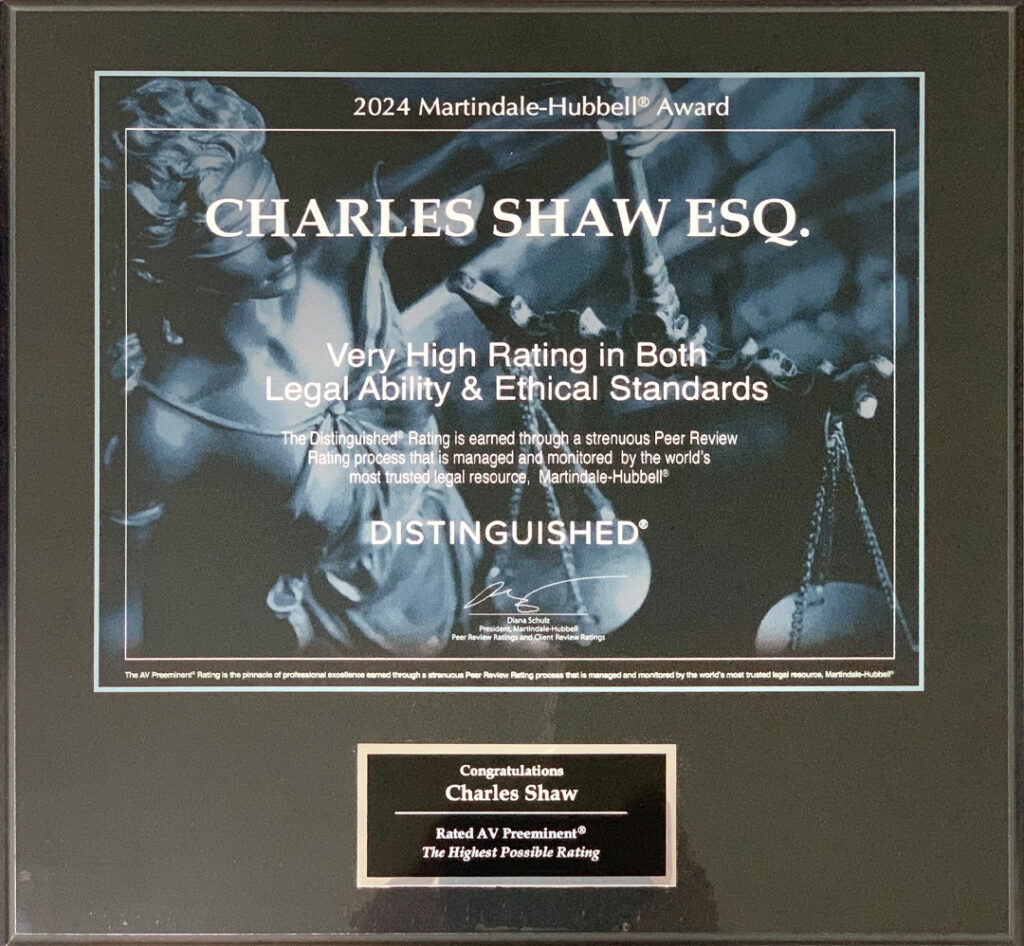 2024 Martindale-Hubbell® Award
CHARLES SHAW ESQ.
Very High Rating in Both
Legal Ability & Ethical Standards
The Distinguished® Rating is earned through a strenuous Peer Review
Rating process that is managed and monitored by the world's
most trusted legal resource, Martindale-Hubbell®
DISTINGUISHED®
Diana Schulz
President, Martindale-Hubbell
Peer Review Ratings and Client Review Ratings
The AV Preeminent® Rating is the pinnacle of professional excellence earned through a strenuous Peer Review Rating process that is managed and monitored by the world's most trusted legal resource, Martindale-Hubbell®
Congratulations
Charles Shaw
Rated AV Preeminent®
The Highest Possible Rating